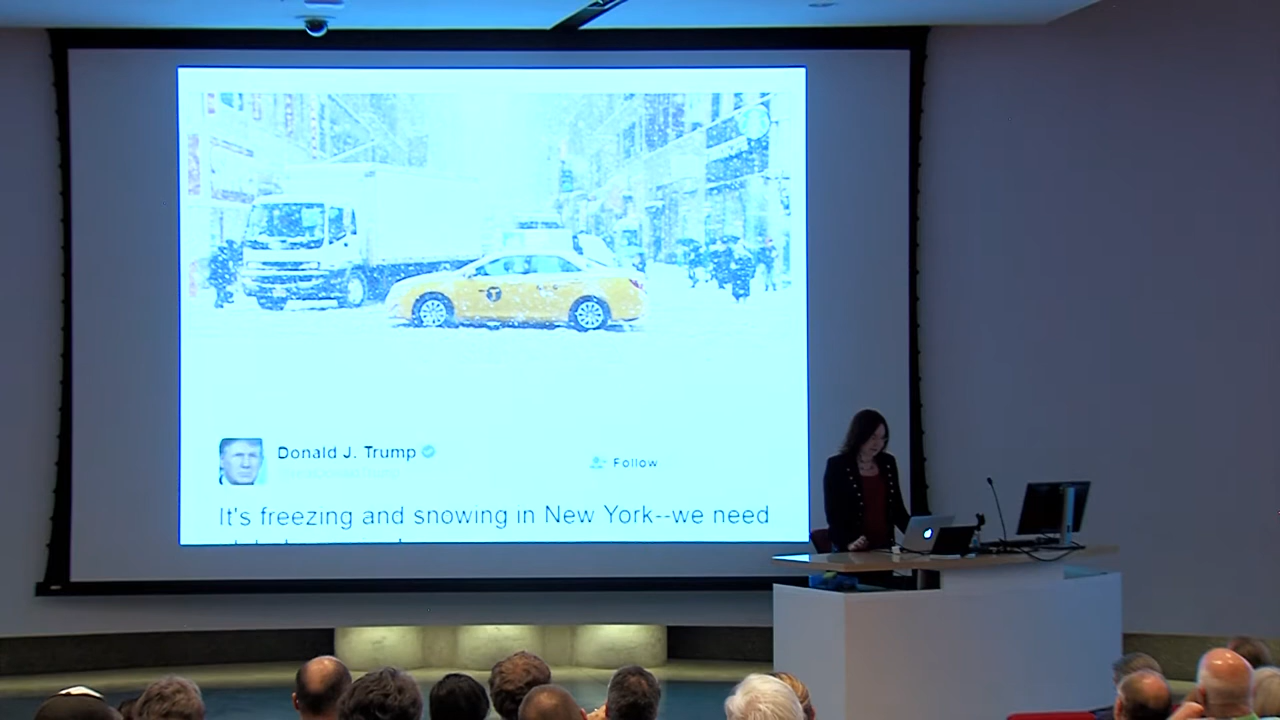 Donald J. Trump
Follow
It's freezing and snowing in New York--we need